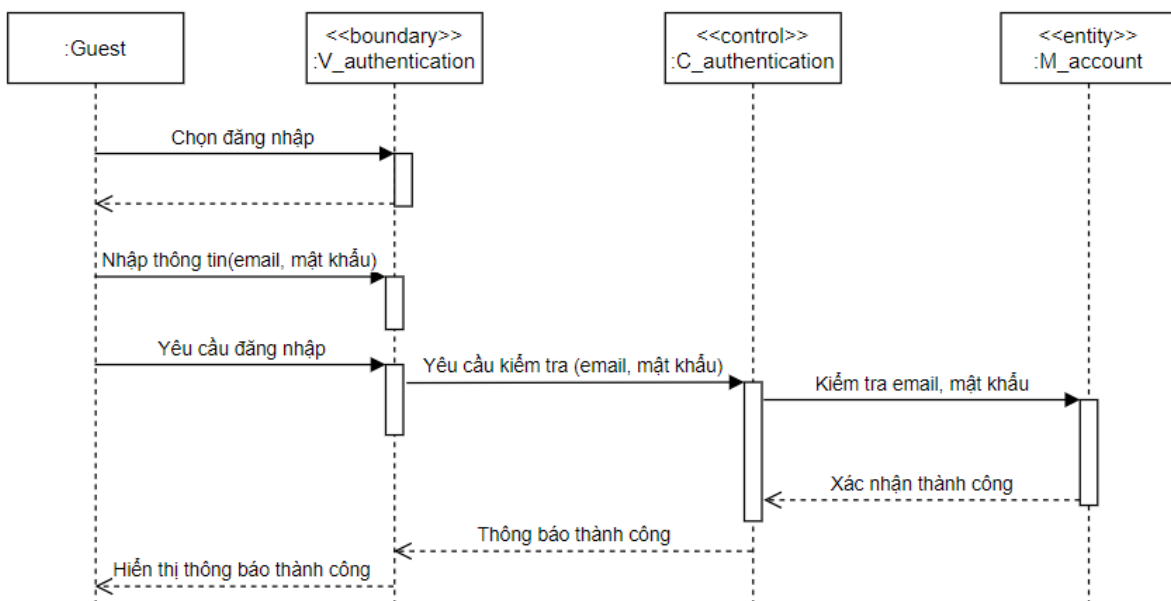 :Guest
<<boundary>>
:V_authentication
<<control>>
:C_authentication
<<entity>>
:M_account
Chọn đăng nhập
Nhập thông tin(email, mật khẩu)
Yêu cầu đăng nhập
Yêu cầu kiểm tra (email, mật khẩu)
Kiểm tra email, mật khẩu
Xác nhận thành công
Thông báo thành công
Hiển thị thông báo thành công